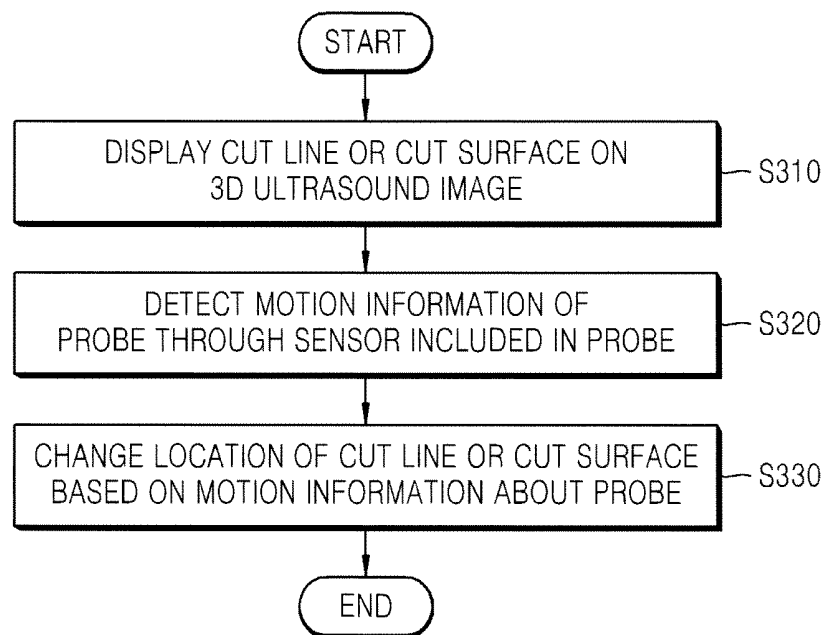 START
DISPLAY CUT LINE OR CUT SURFACE ON
3D ULTRASOUND IMAGE
S310
DETECT MOTION INFORMATION OF
PROBE THROUGH SENSOR INCLUDED IN PROBE
S320
CHANGE LOCATION OF CUT LINE OR CUT SURFACE
BASED ON MOTION INFORMATION ABOUT PROBE
S330
END